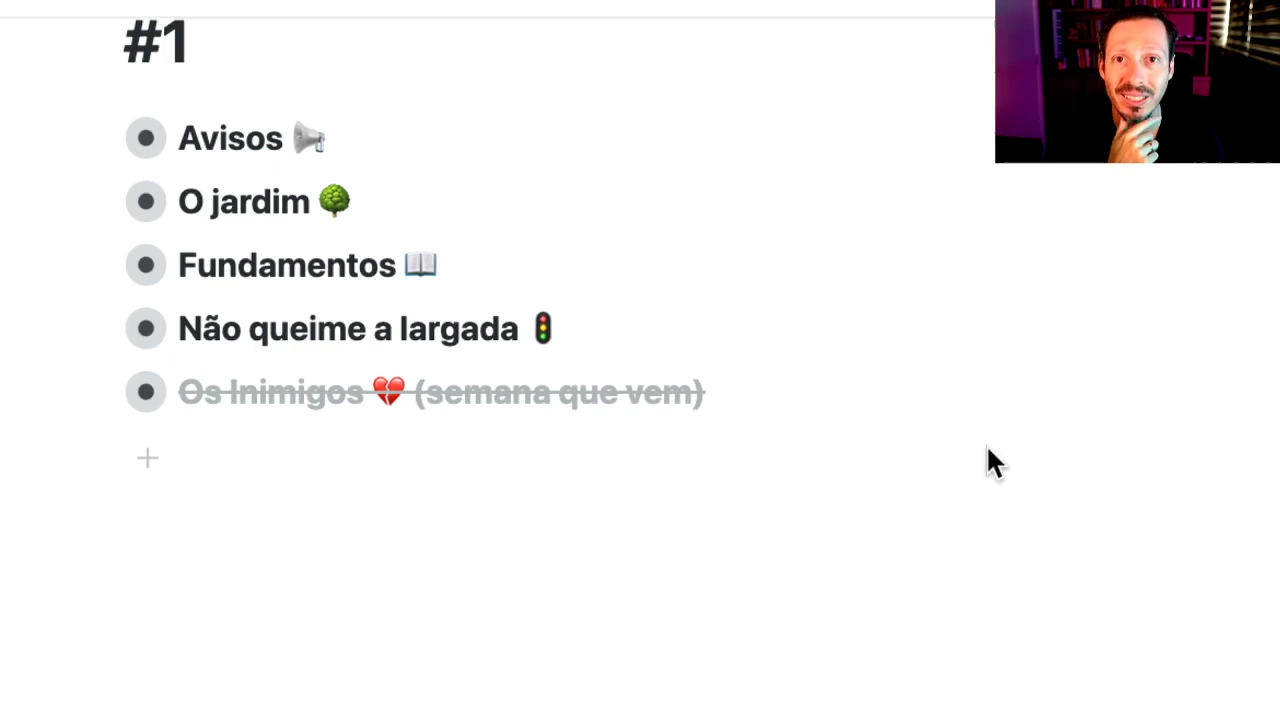 #1
Avisos 📢
O jardim 🌳
Fundamentos 📖
Não queime a largada 🚦
Os Inimigos 💔 (semana que vem)